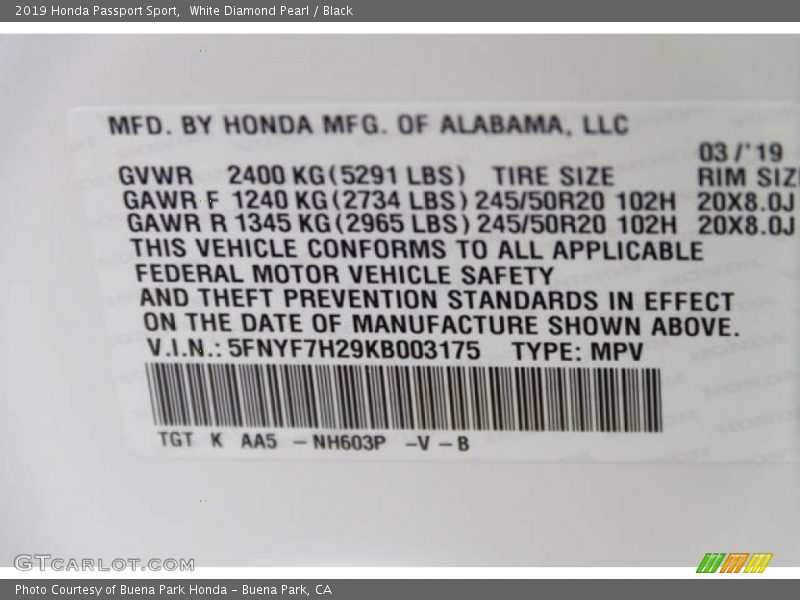 2019 Honda Passport Sport,  White Diamond Pearl / Black
MFD. BY HONDA MFG. OF ALABAMA, LLC
03/'19
GVWR 2400 KG(5291 LBS) TIRE SIZE RIM SIZ
GAWR F 1240 KG(2734 LBS) 245/50R20 102H 20X8.0J
GAWR R 1345 KG(2965 LBS) 245/50R20 102H 20X8.0J
THIS VEHICLE CONFORMS TO ALL APPLICABLE
FEDERAL MOTOR VEHICLE SAFETY
AND THEFT PREVENTION STANDARDS IN EFFECT
ON THE DATE OF MANUFACTURE SHOWN ABOVE.
V.I.N.: 5FNYF7H29KB003175 TYPE: MPV
TGT K AA5 -NH603P -V -B
GTCARLOT.COM
Photo Courtesy of Buena Park Honda - Buena Park, CA